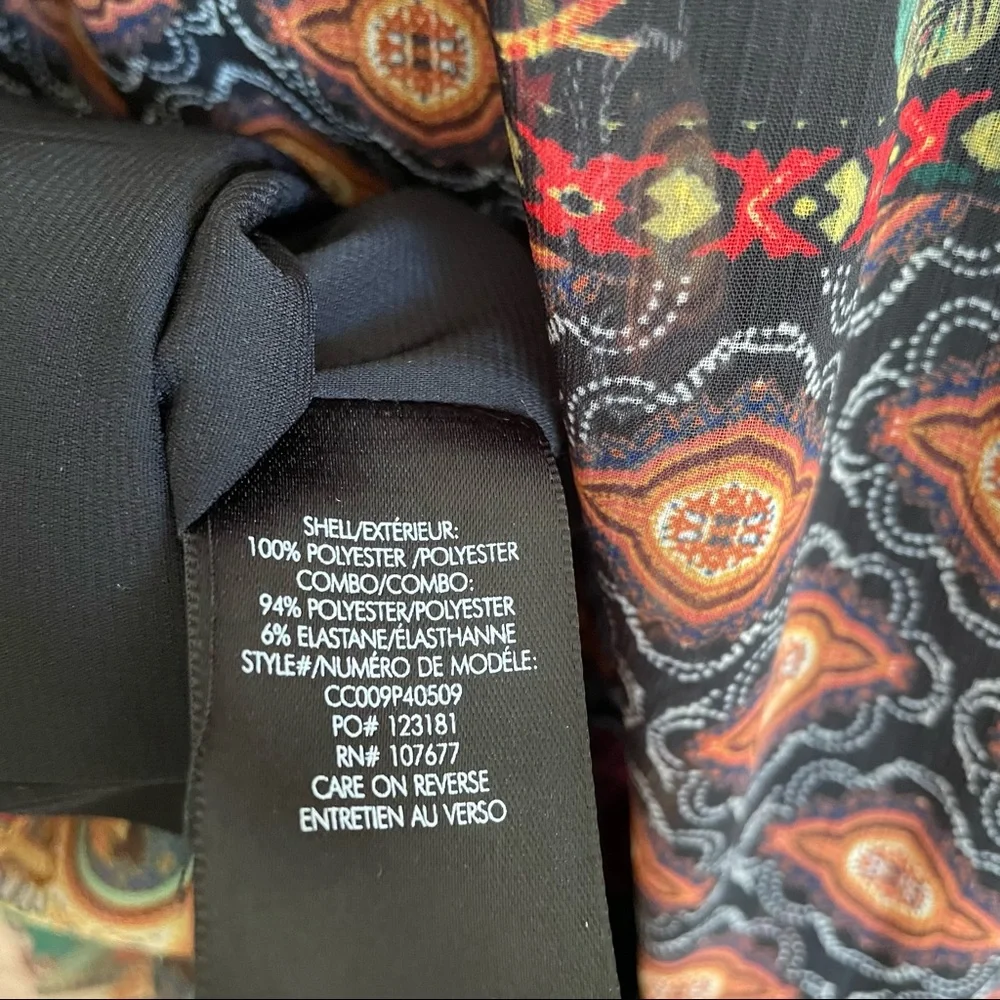 SHELL/EXTÉRIEUR:
100% POLYESTER /POLYESTER
COMBO/COMBO:
94% POLYESTER/POLYESTER
6% ELASTANE/ÉLASTHANNE
STYLE#/NUMÉRO DE MODÉLE:
CC009P40509
PO# 123181
RN# 107677
CARE ON REVERSE
ENTRETIEN AU VERSO